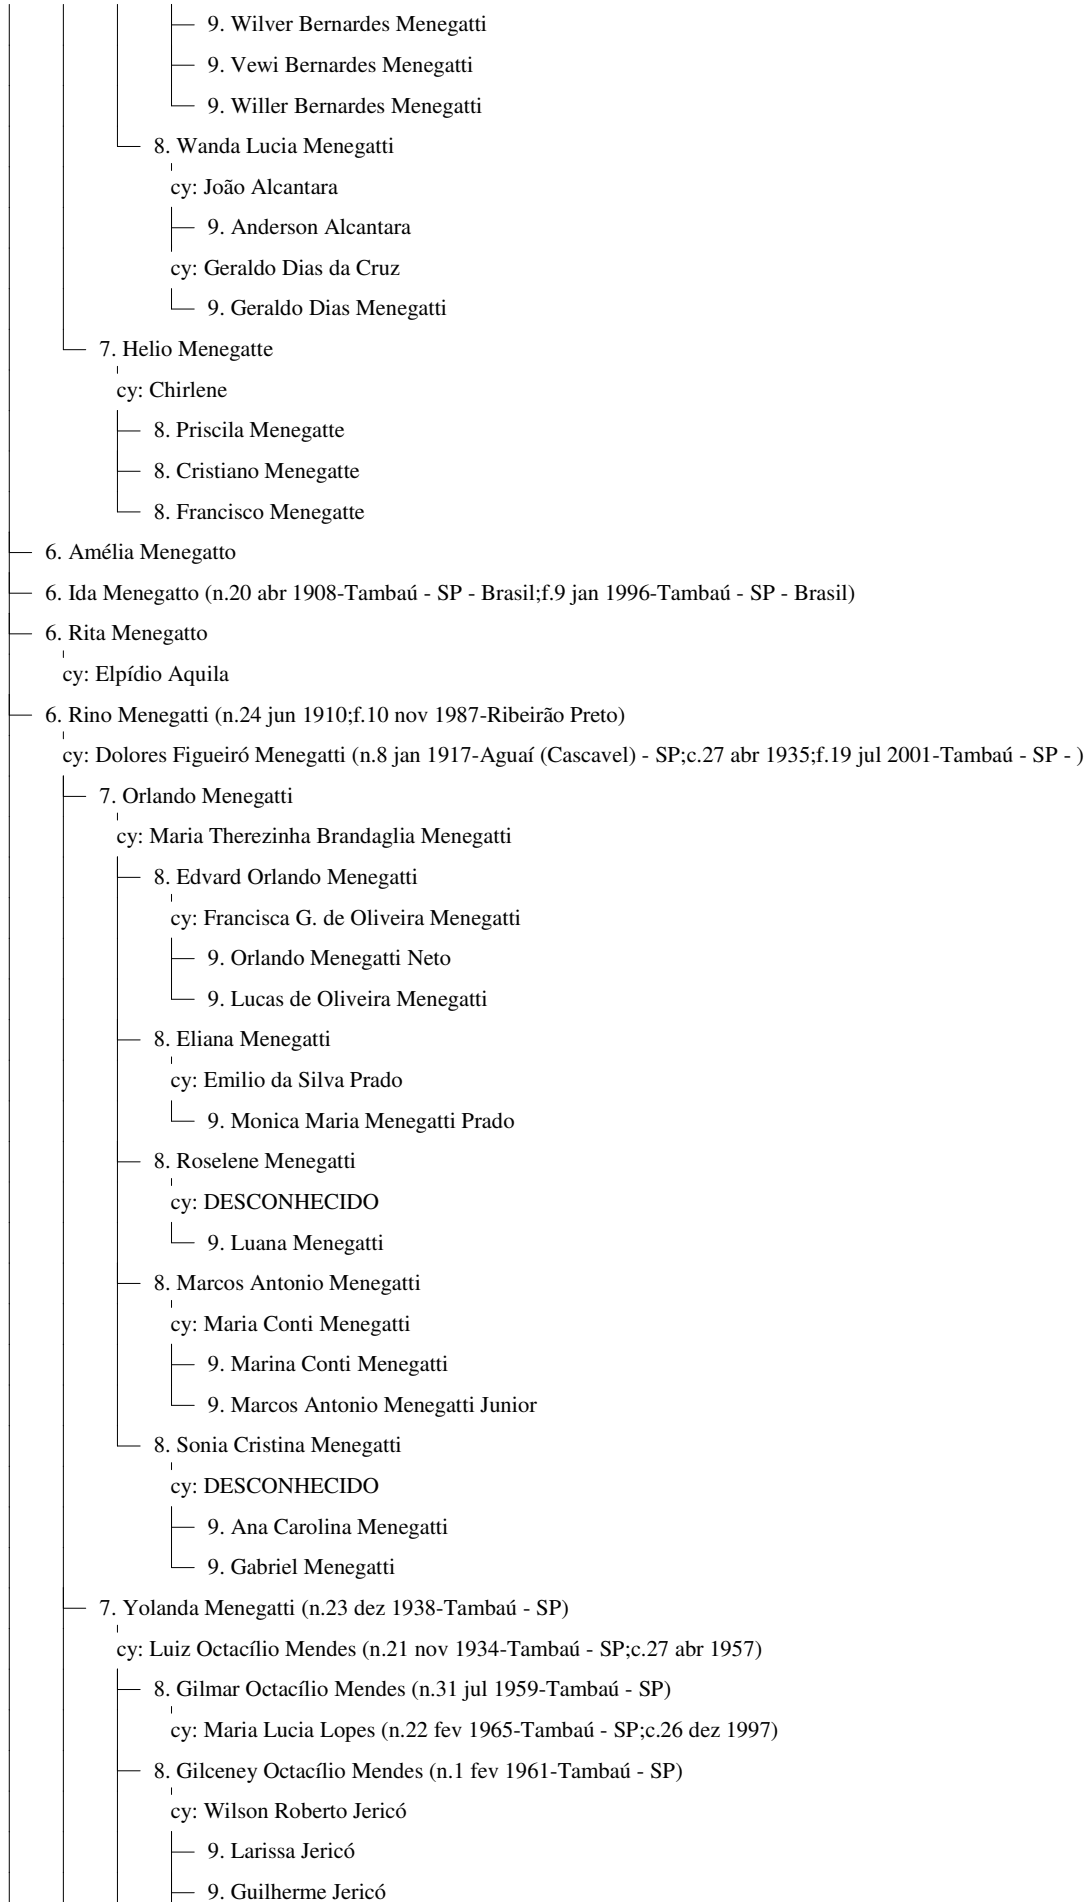 9. Wilver Bernardes Menegatti
9. Vewi Bernardes Menegatti
9. Willer Bernardes Menegatti
8. Wanda Lucia Menegatti
cy: João Alcantara
9. Anderson Alcantara
cy: Geraldo Dias da Cruz
9. Geraldo Dias Menegatti
7. Helio Menegatte
cy: Chirlene
8. Priscila Menegatte
8. Cristiano Menegatte
8. Francisco Menegatte
6. Amélia Menegatto
6. Ida Menegatto (n.20 abr 1908-Tambaú - SP - Brasil;f.9 jan 1996-Tambaú - SP - Brasil)
6. Rita Menegatto
cy: Elpídio Aquila
6. Rino Menegatti (n.24 jun 1910;f.10 nov 1987-Ribeirão Preto)
cy: Dolores Figueiró Menegatti (n.8 jan 1917-Aguaí (Cascavel) - SP;c.27 abr 1935;f.19 jul 2001-Tambaú - SP - )
7. Orlando Menegatti
cy: Maria Therezinha Brandaglia Menegatti
8. Edvard Orlando Menegatti
cy: Francisca G. de Oliveira Menegatti
9. Orlando Menegatti Neto
9. Lucas de Oliveira Menegatti
8. Eliana Menegatti
cy: Emilio da Silva Prado
9. Monica Maria Menegatti Prado
8. Roselene Menegatti
cy: DESCONHECIDO
9. Luana Menegatti
8. Marcos Antonio Menegatti
cy: Maria Conti Menegatti
9. Marina Conti Menegatti
9. Marcos Antonio Menegatti Junior
8. Sonia Cristina Menegatti
cy: DESCONHECIDO
9. Ana Carolina Menegatti
9. Gabriel Menegatti
7. Yolanda Menegatti (n.23 dez 1938-Tambaú - SP)
cy: Luiz Octacílio Mendes (n.21 nov 1934-Tambaú - SP;c.27 abr 1957)
8. Gilmar Octacílio Mendes (n.31 jul 1959-Tambaú - SP)
cy: Maria Lucia Lopes (n.22 fev 1965-Tambaú - SP;c.26 dez 1997)
8. Gilceney Octacílio Mendes (n.1 fev 1961-Tambaú - SP)
cy: Wilson Roberto Jericó
9. Larissa Jericó
9. Guilherme Jericó